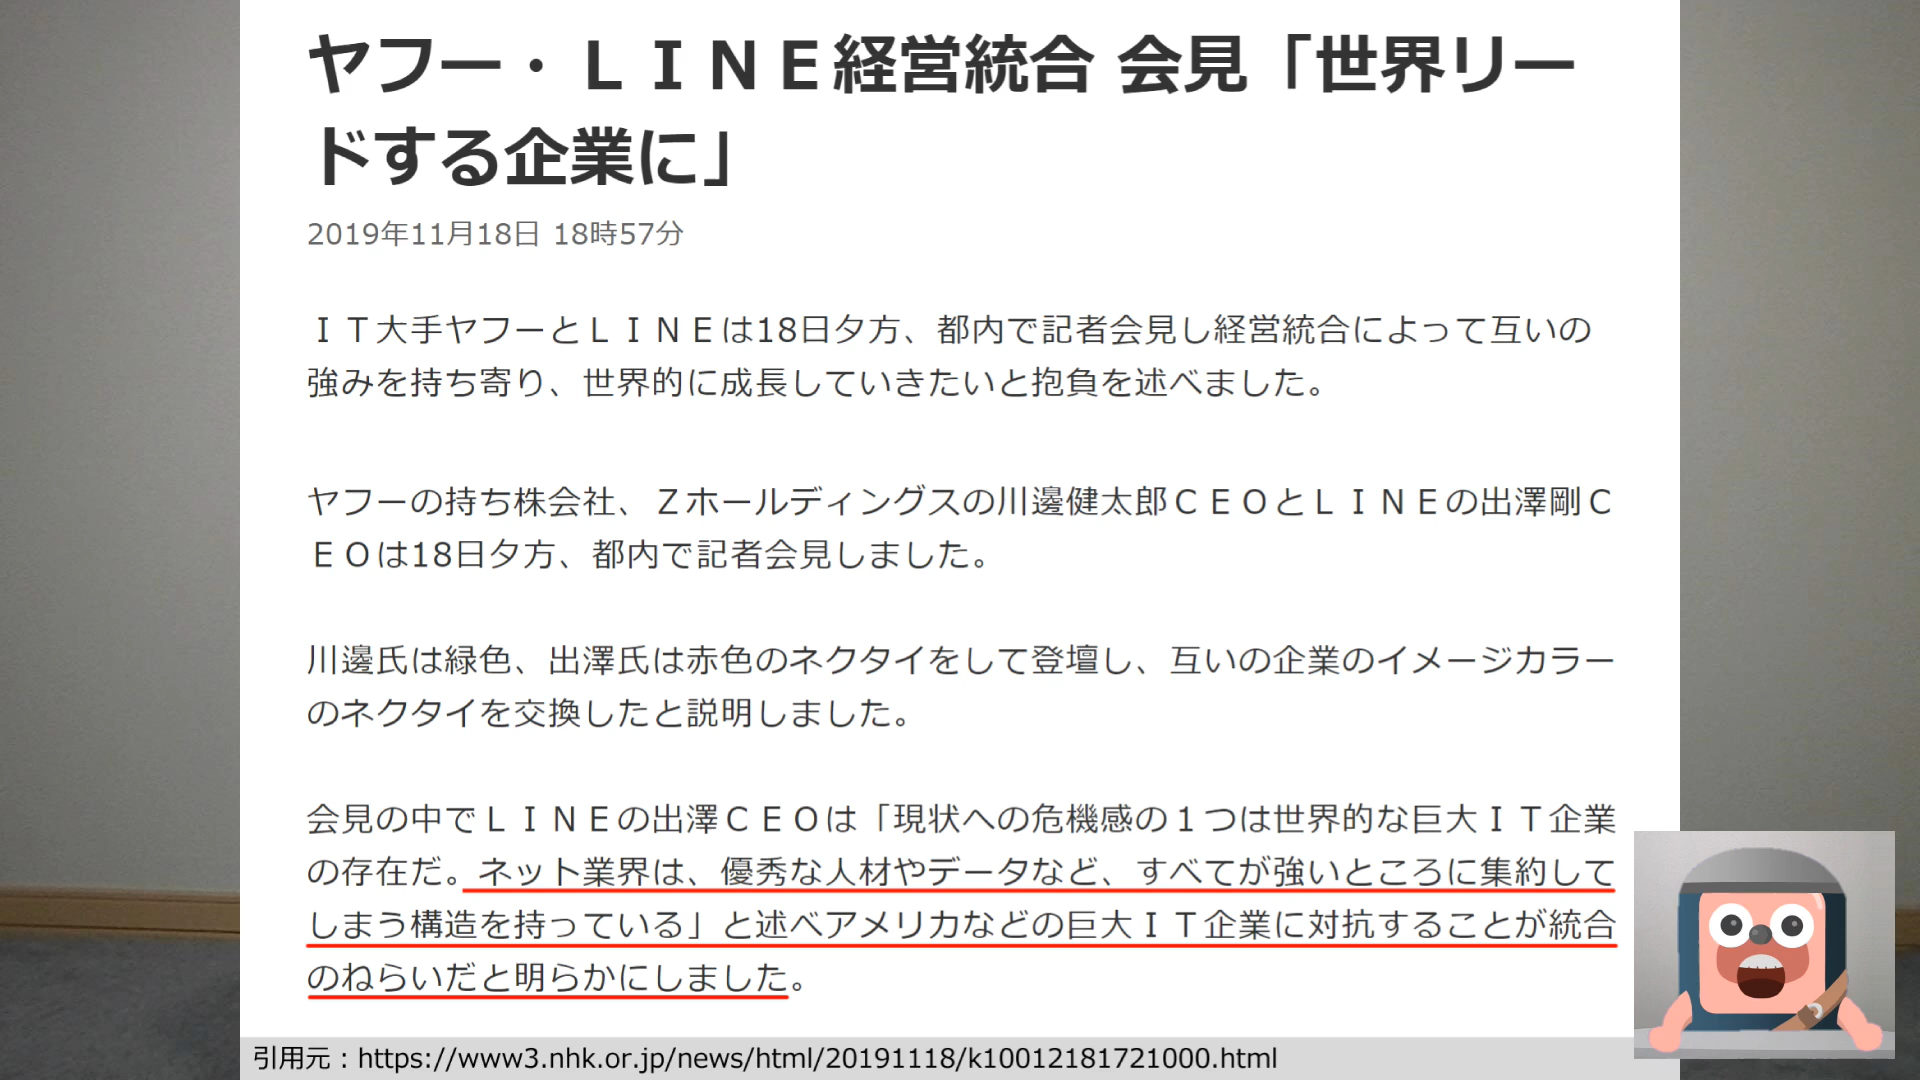 ヤフー・ＬＩＮＥ経営統合 会見「世界リー
ドする企業に」
2019年11月18日 18時57分
ＩＴ大手ヤフーとＬＩＮＥは18日夕方、都内で記者会見し経営統合によって互いの
強みを持ち寄り、世界的に成長していきたいと抱負を述べました。
ヤフーの持ち株会社、Ｚホールディングスの川邊健太郎ＣＥＯとＬＩＮＥの出澤剛Ｃ
ＥＯは18日夕方、都内で記者会見しました。
川邊氏は緑色、出澤氏は赤色のネクタイをして登壇し、互いの企業のイメージカラー
のネクタイを交換したと説明しました。
会見の中でＬＩＮＥの出澤ＣＥＯは「現状への危機感の１つは世界的な巨大ＩＴ企業
の存在だ。ネット業界は、優秀な人材やデータなど、すべてが強いところに集約して
しまう構造を持っている」と述べアメリカなどの巨大ＩＴ企業に対抗することが統合
のねらいだと明らかにしました。
引用元：https://www3.nhk.or.jp/news/html/20191118/k10012181721000.html